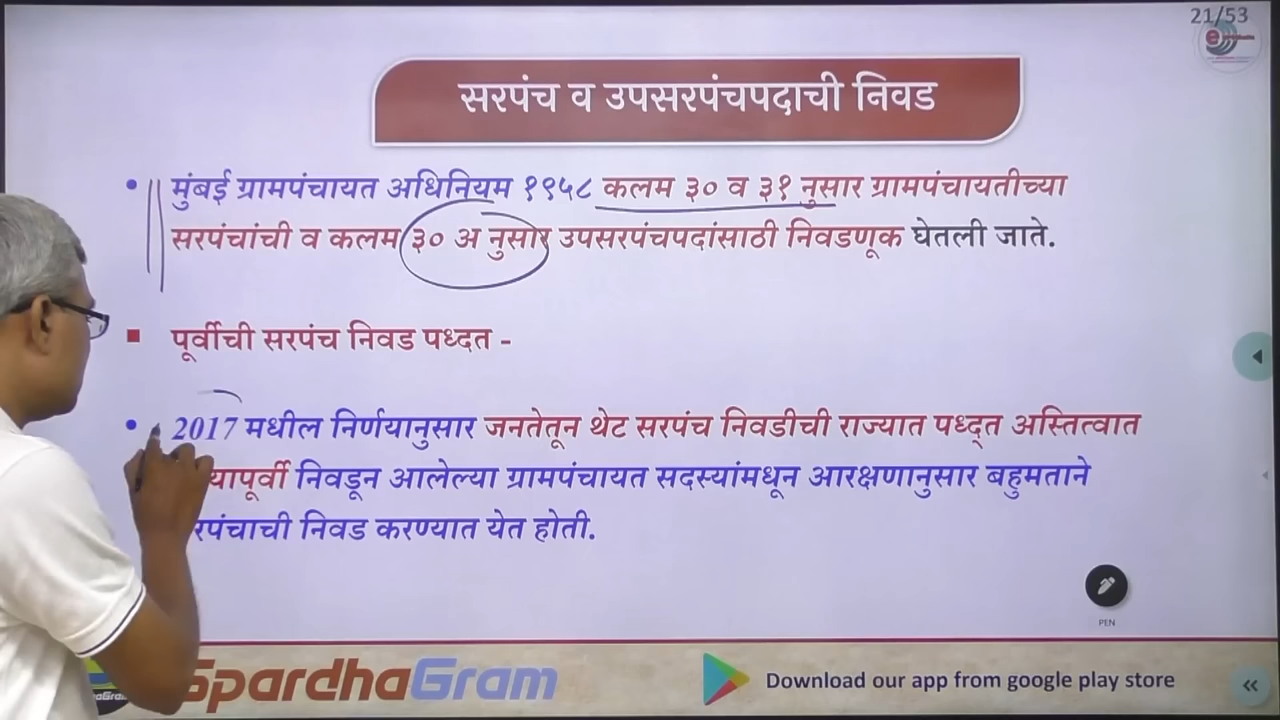 21/53
सरपंच व उपसरपंचपदाची निवड
• मुंबई ग्रामपंचायत अधिनियम १९५८ कलम ३० व ३१ नुसार ग्रामपंचायतीच्या
सरपंचांची व कलम ३० अ नुसार उपसरपंचपदांसाठी निवडणूक घेतली जाते.
पूर्वीची सरपंच निवड पध्दत -
• 2017 मधील निर्णयानुसार जनतेतून थेट सरपंच निवडीची राज्यात पध्द्त अस्तित्वात
यापूर्वी निवडून आलेल्या ग्रामपंचायत सदस्यांमधून आरक्षणानुसार बहुमताने
रपंचाची निवड करण्यात येत होती.
PEN
SpardhaGram
Download our app from google play store